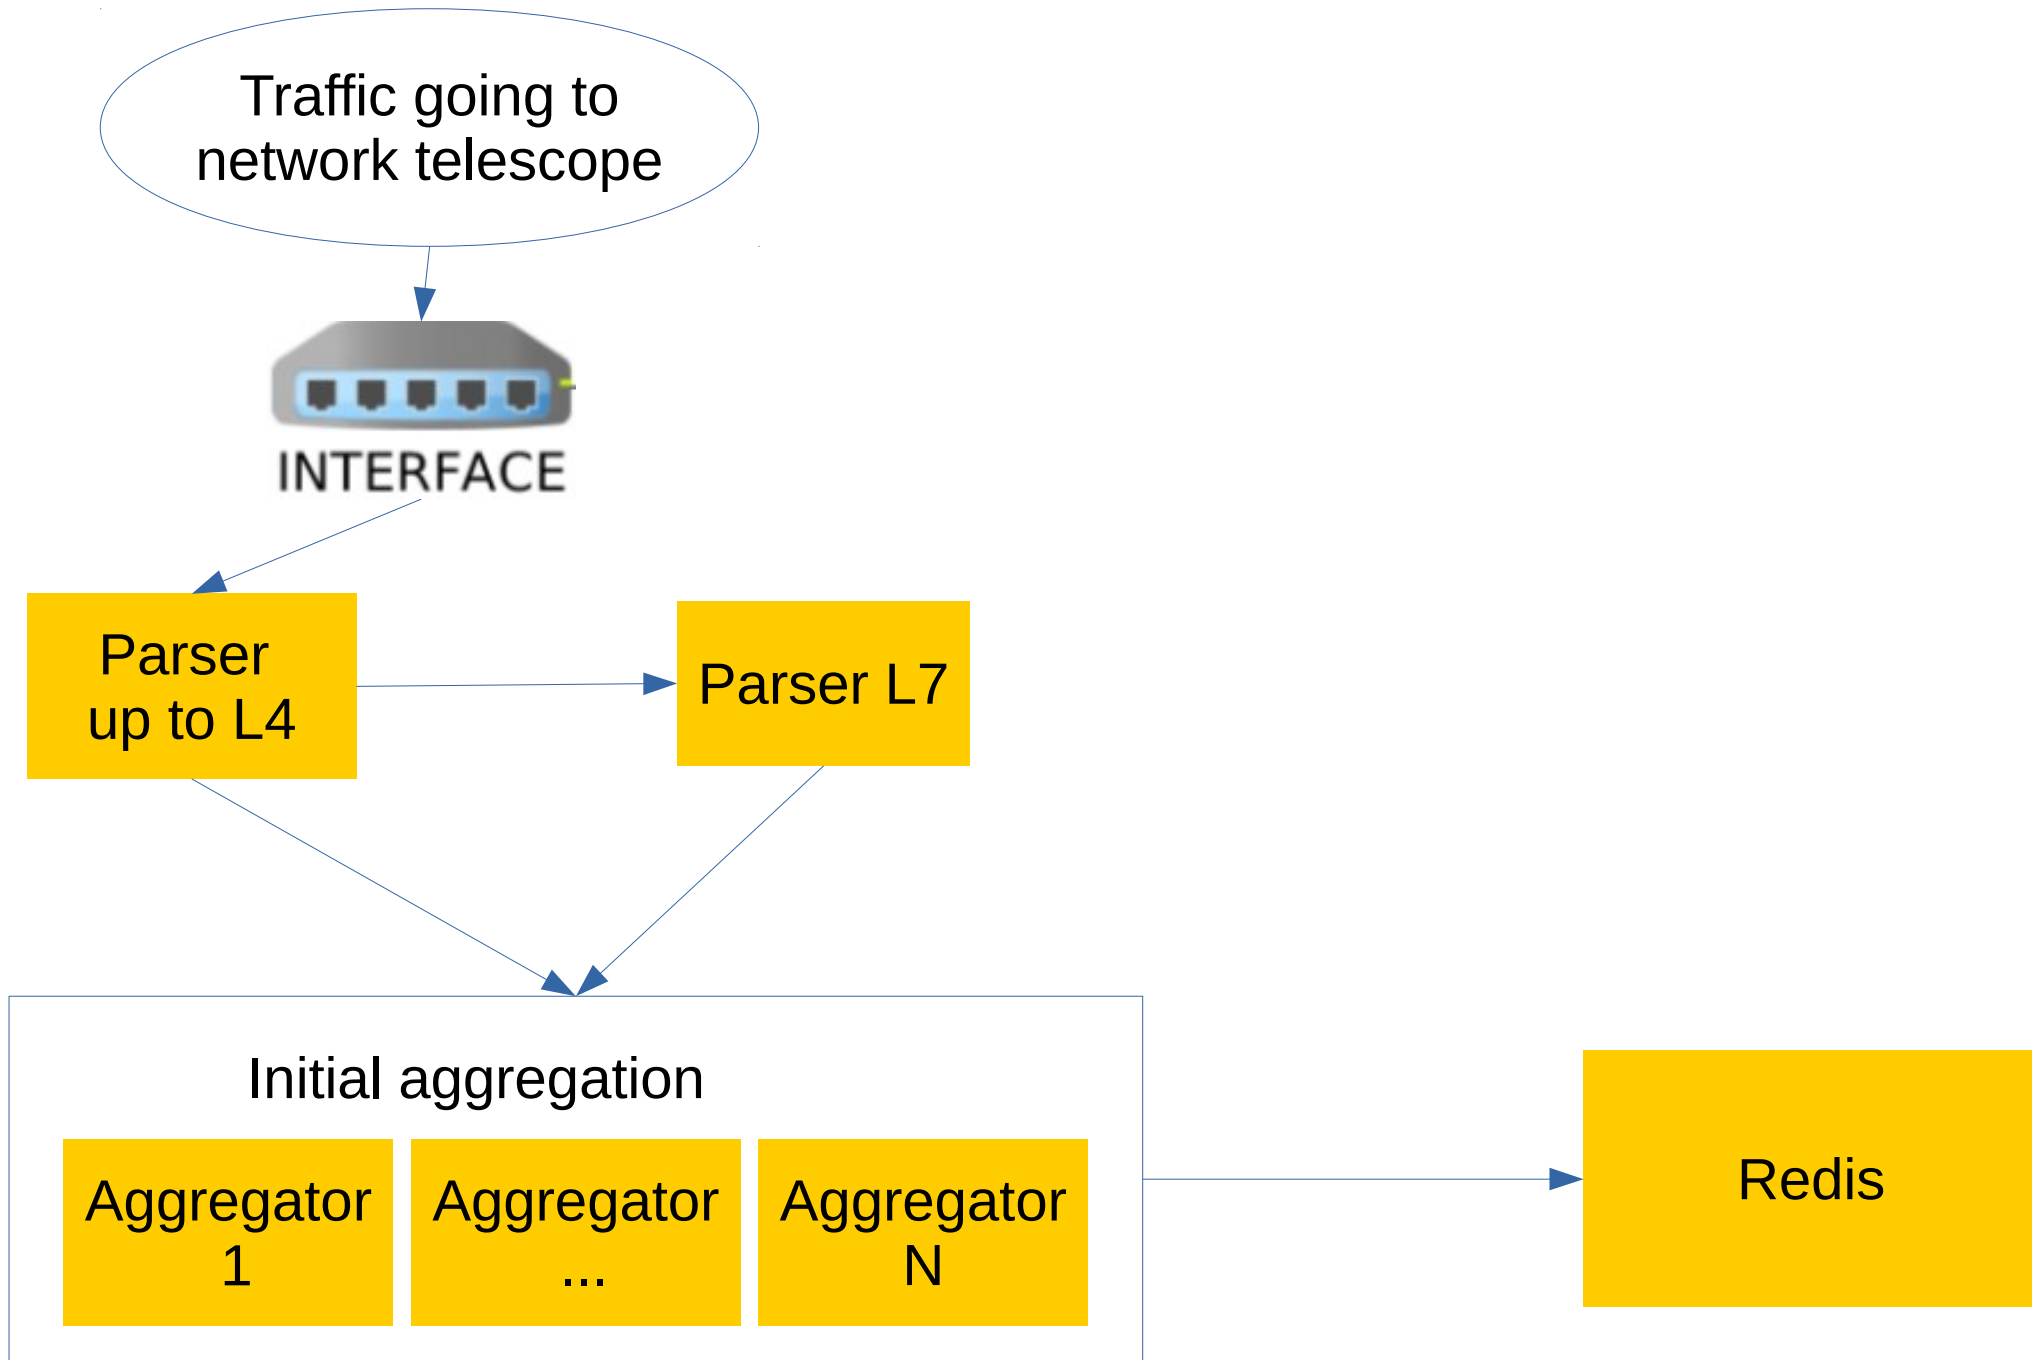 Traffic going to
network telescope
INTERFACE
Parser
up to L4
Parser L7
Initial aggregation
Aggregator
1
Aggregator
...
Aggregator
N
Redis